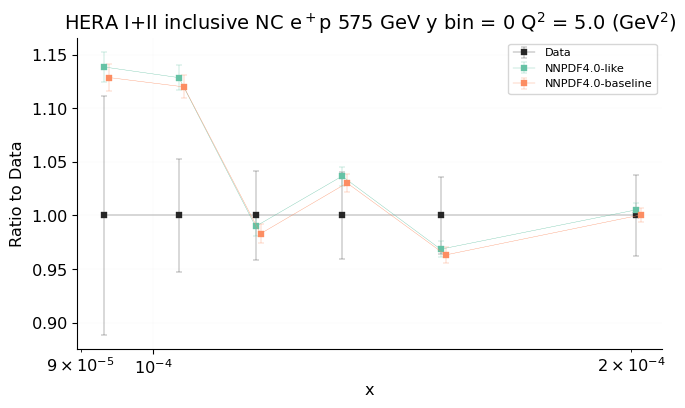 HERA I+II inclusive NC e⁺p 575 GeV y bin = 0 Q² = 5.0 (GeV²)
Data
NNPDF4.0-like
NNPDF4.0-baseline
Ratio to Data
1.15
1.10
1.05
1.00
0.95
0.90
9 × 10⁻⁵
10⁻⁴
2 × 10⁻⁴
x